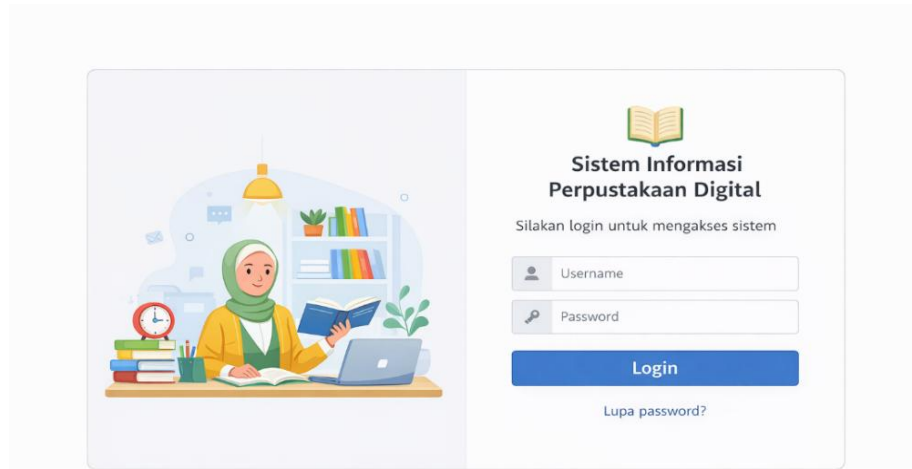 Sistem Informasi
Perpustakaan Digital
Silakan login untuk mengakses sistem
Username
Password
Login
Lupa password?